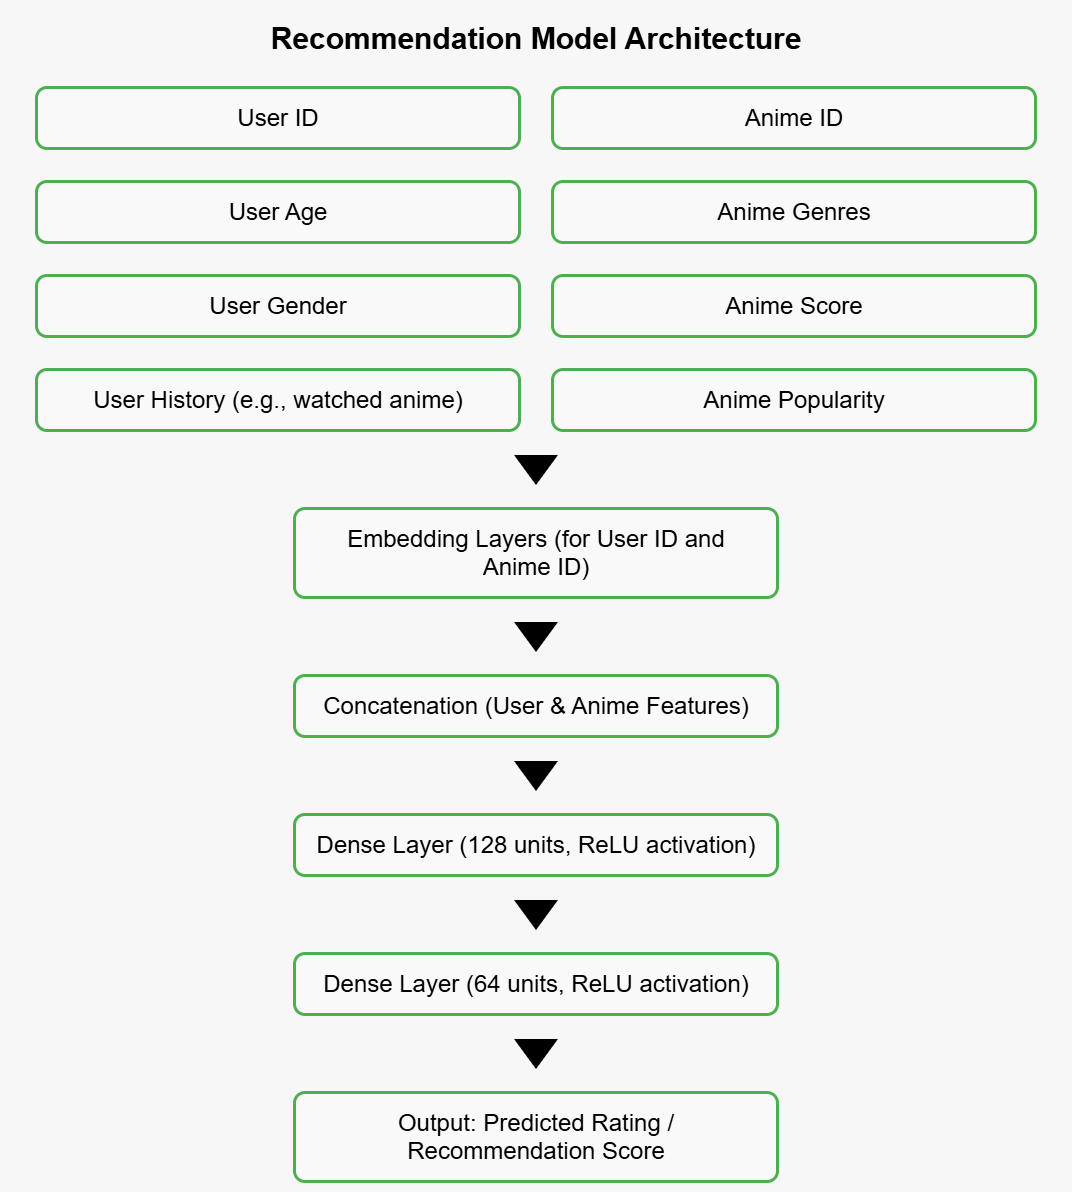 Recommendation Model Architecture
User ID
Anime ID
User Age
Anime Genres
User Gender
Anime Score
User History (e.g., watched anime)
Anime Popularity
Embedding Layers (for User ID and
Anime ID)
Concatenation (User & Anime Features)
Dense Layer (128 units, ReLU activation)
Dense Layer (64 units, ReLU activation)
Output: Predicted Rating /
Recommendation Score